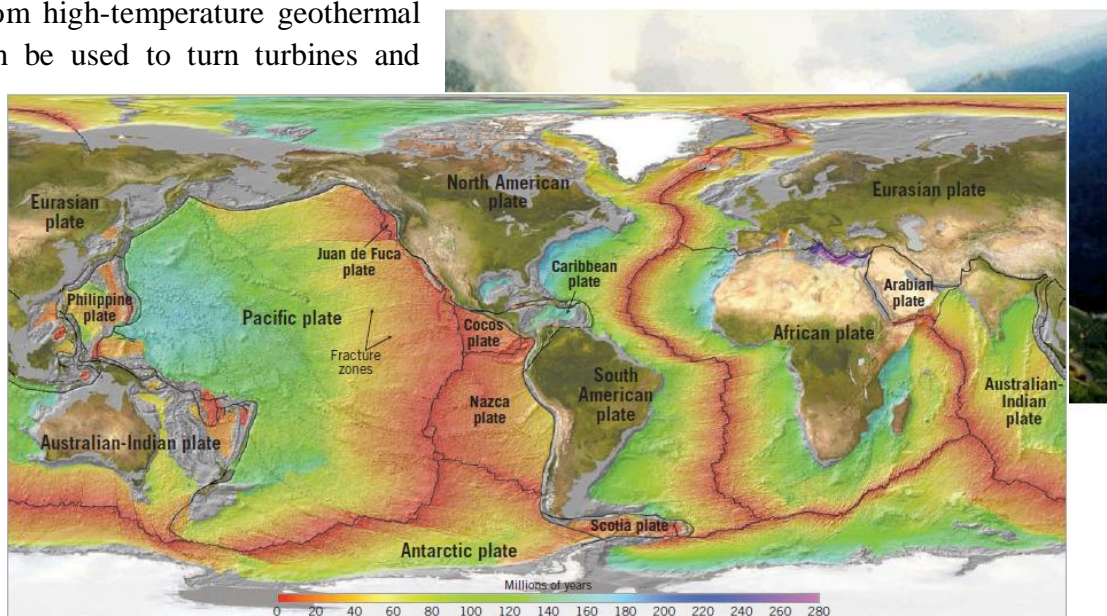 om high-temperature geothermal
n be used to turn turbines and
North American
plate
Eurasian plate
Eurasian
plate
Juan de Fuca
plate
Caribbean
plate
Arabian
plate
Philippine
plate
Pacific plate
Cocos
plate
African plate
Fracture
zones
South
American
plate
Nazca
plate
Australian-
Indian
plate
Australian-Indian plate
Scotia plate
Antarctic plate
Millions of years
0 20 40 60 80 100 120 140 160 180 200 220 240 260 280